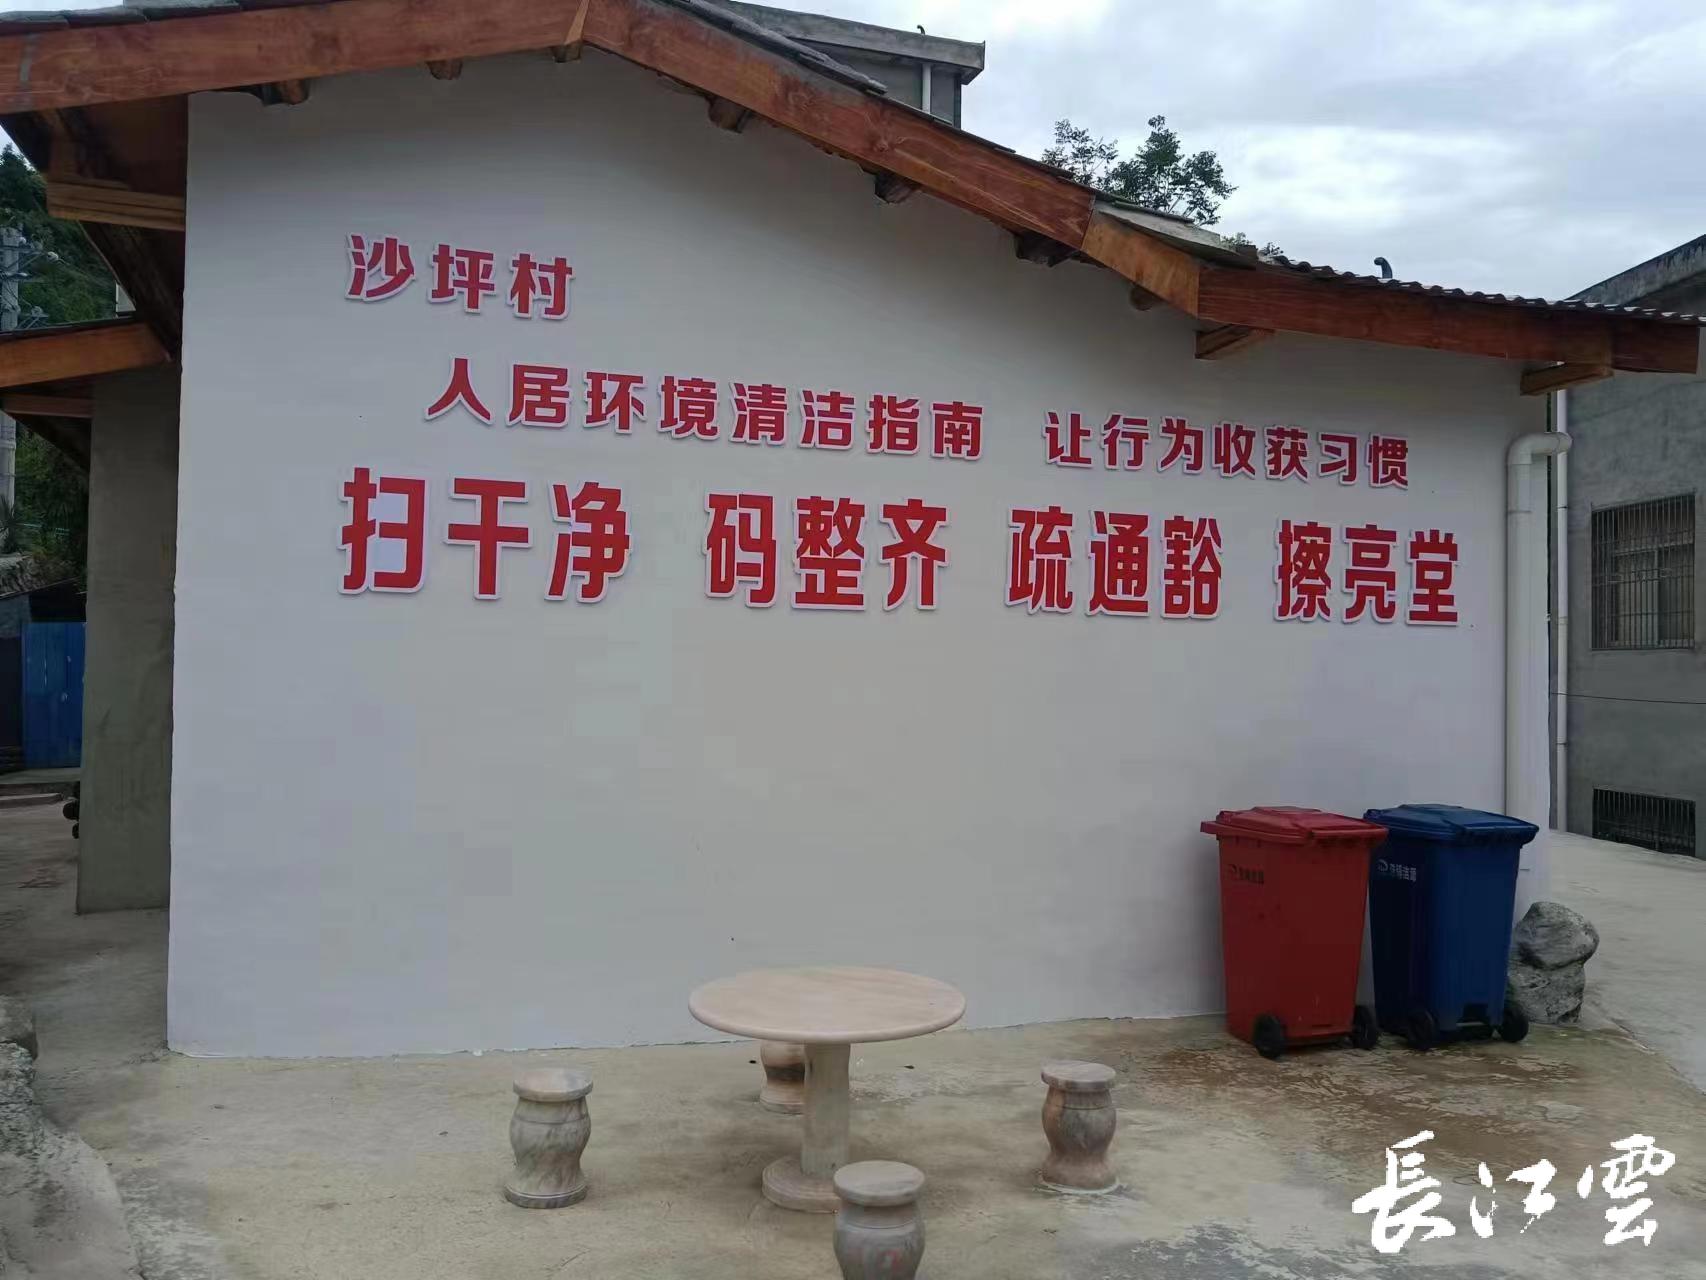 沙坪村
人居环境清洁指南 让行为收获习惯
扫干净 码整齐 疏通豁 擦亮堂
長江雲